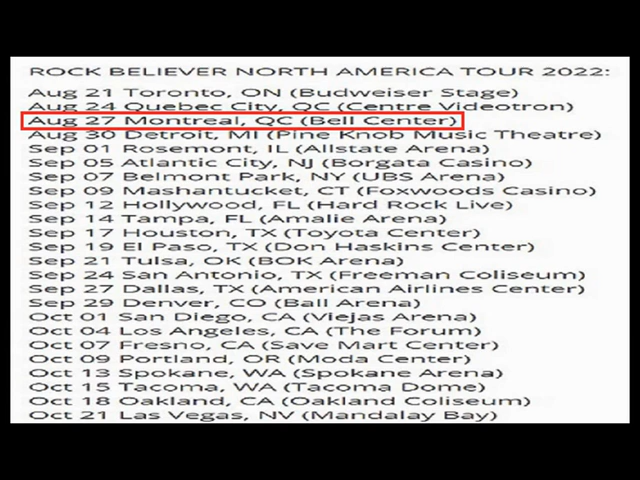 ROCK BELIEVER NORTH AMERICA TOUR 2022:
Aug 21 Toronto, ON (Budweiser Stage)
Aug 24 Quebec City, QC (Centre Videotron)
Aug 27 Montreal, QC (Bell Center)
Aug 30 Detroit, MI (Pine Knob Music Theatre)
Sep 01 Rosemont, IL (Allstate Arena)
Sep 05 Atlantic City, NJ (Borgata Casino)
Sep 07 Belmont Park, NY (UBS Arena)
Sep 09 Mashantucket, CT (Foxwoods Casino)
Sep 12 Hollywood, FL (Hard Rock Live)
Sep 14 Tampa, FL (Amalie Arena)
Sep 17 Houston, TX (Toyota Center)
Sep 19 El Paso, TX (Don Haskins Center)
Sep 21 Tulsa, OK (BOK Arena)
Sep 24 San Antonio, TX (Freeman Coliseum)
Sep 27 Dallas, TX (American Airlines Center)
Sep 29 Denver, CO (Ball Arena)
Oct 01 San Diego, CA (Viejas Arena)
Oct 04 Los Angeles, CA (The Forum)
Oct 07 Fresno, CA (Save Mart Center)
Oct 09 Portland, OR (Moda Center)
Oct 13 Spokane, WA (Spokane Arena)
Oct 15 Tacoma, WA (Tacoma Dome)
Oct 18 Oakland, CA (Oakland Coliseum)
Oct 21 Las Vegas, NV (Mandalay Bay)